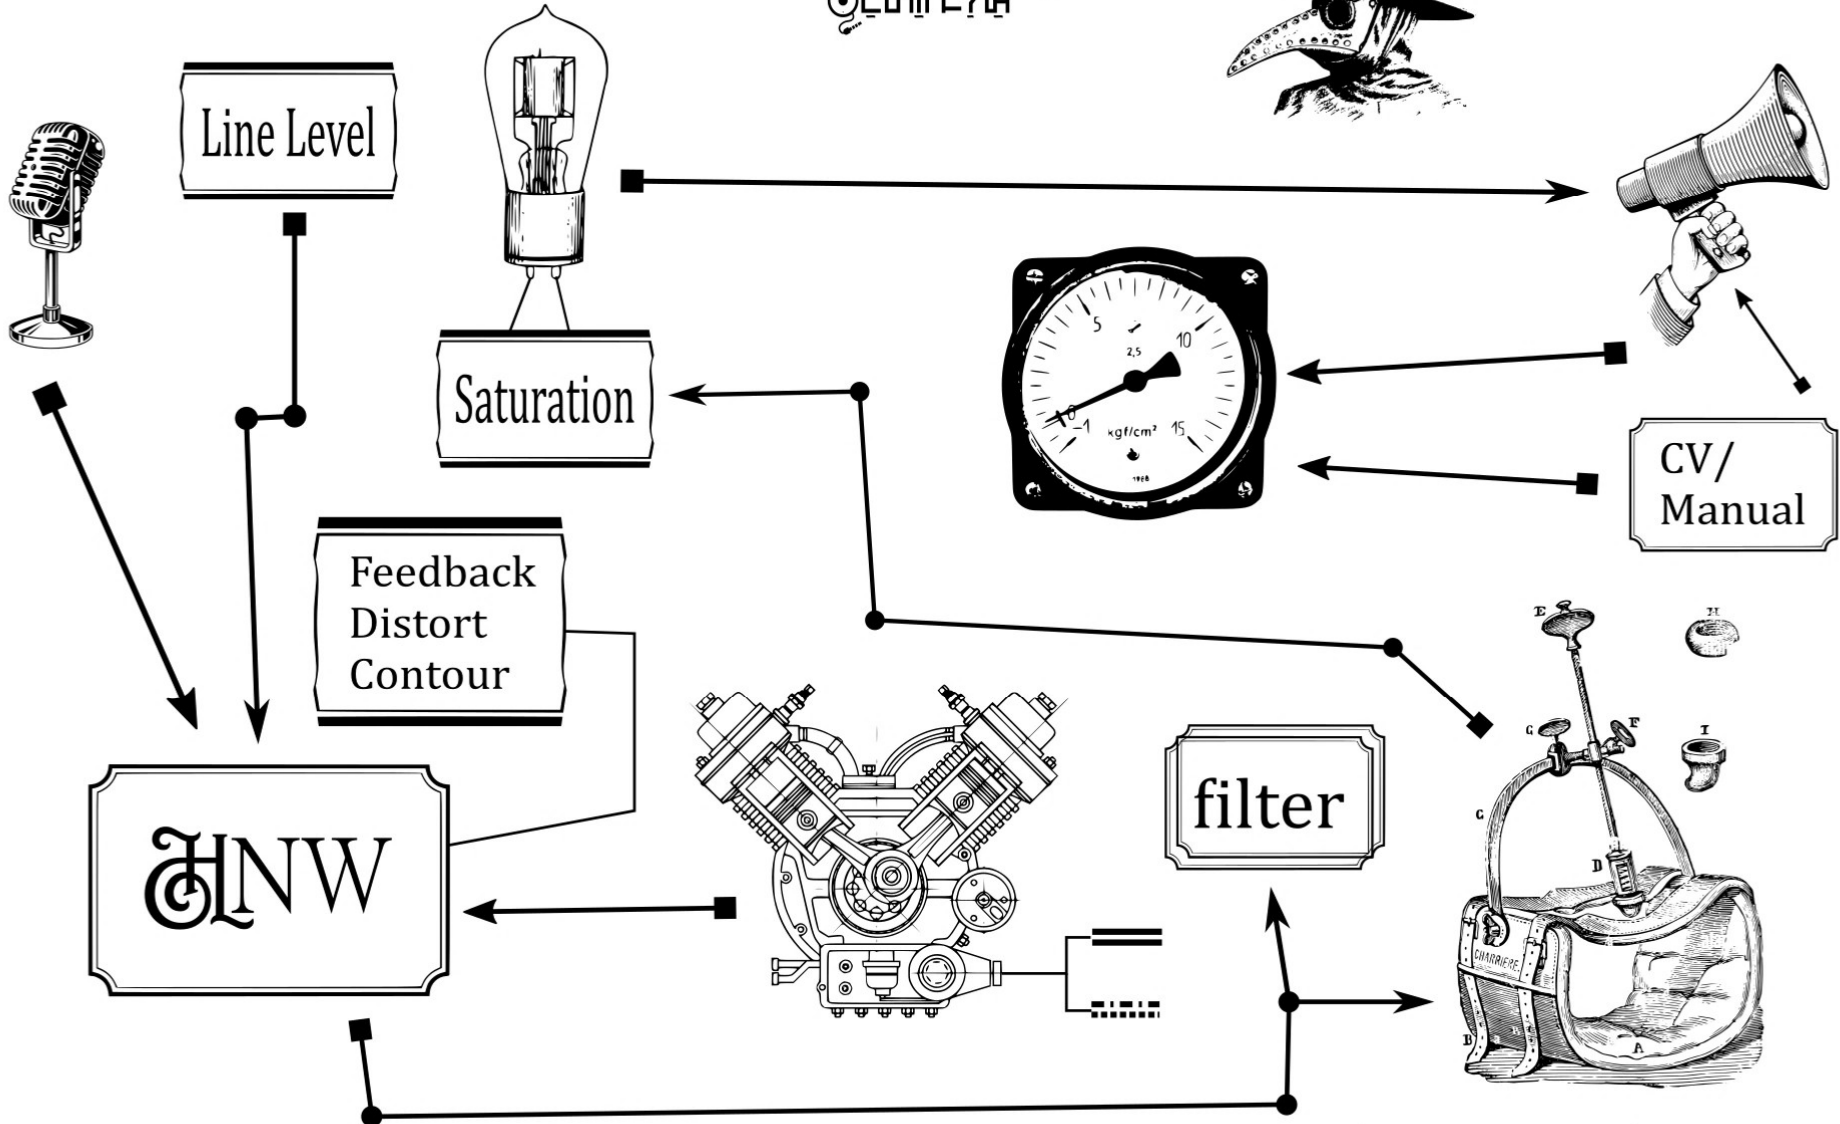 Line Level
5
10
2,5
0
-1
kgf/cm²
15
Saturation
CV/
Manual
Feedback
Distort
Contour
E
H
G
F
I
G
filter
D
HNW
CHARRIERE
B
A